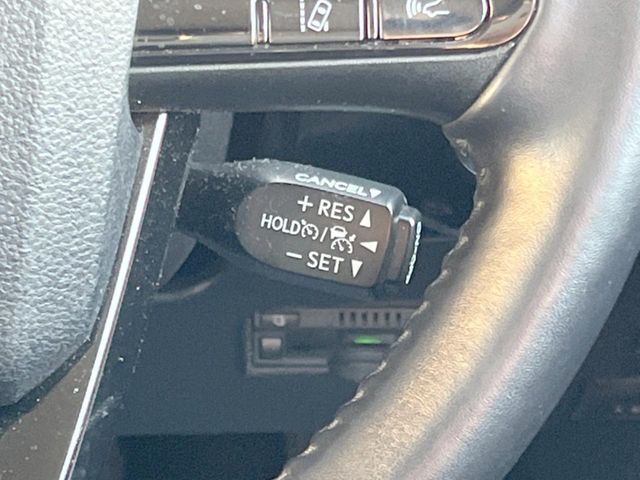 CANCEL▼
+ RES ▲
HOLD / ◀
− SET ▼